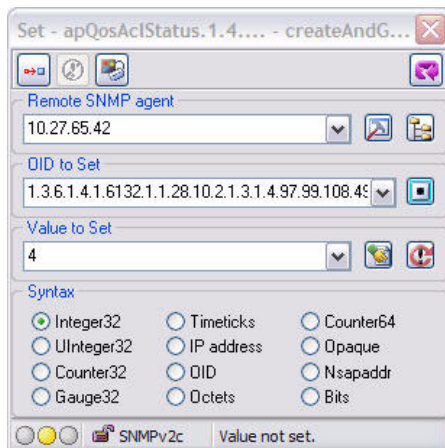 Set - apQosAclStatus.1.4.... - createAndG...
Remote SNMP agent
10.27.65.42
OID to Set
1.3.6.1.4.1.6132.1.1.28.10.2.1.3.1.4.97.99.108.49
Value to Set
4
Syntax
Integer32 Timeticks Counter64
UInteger32 IP address Opaque
Counter32 OID Nsapaddr
Gauge32 Octets Bits
SNMPv2c Value not set.